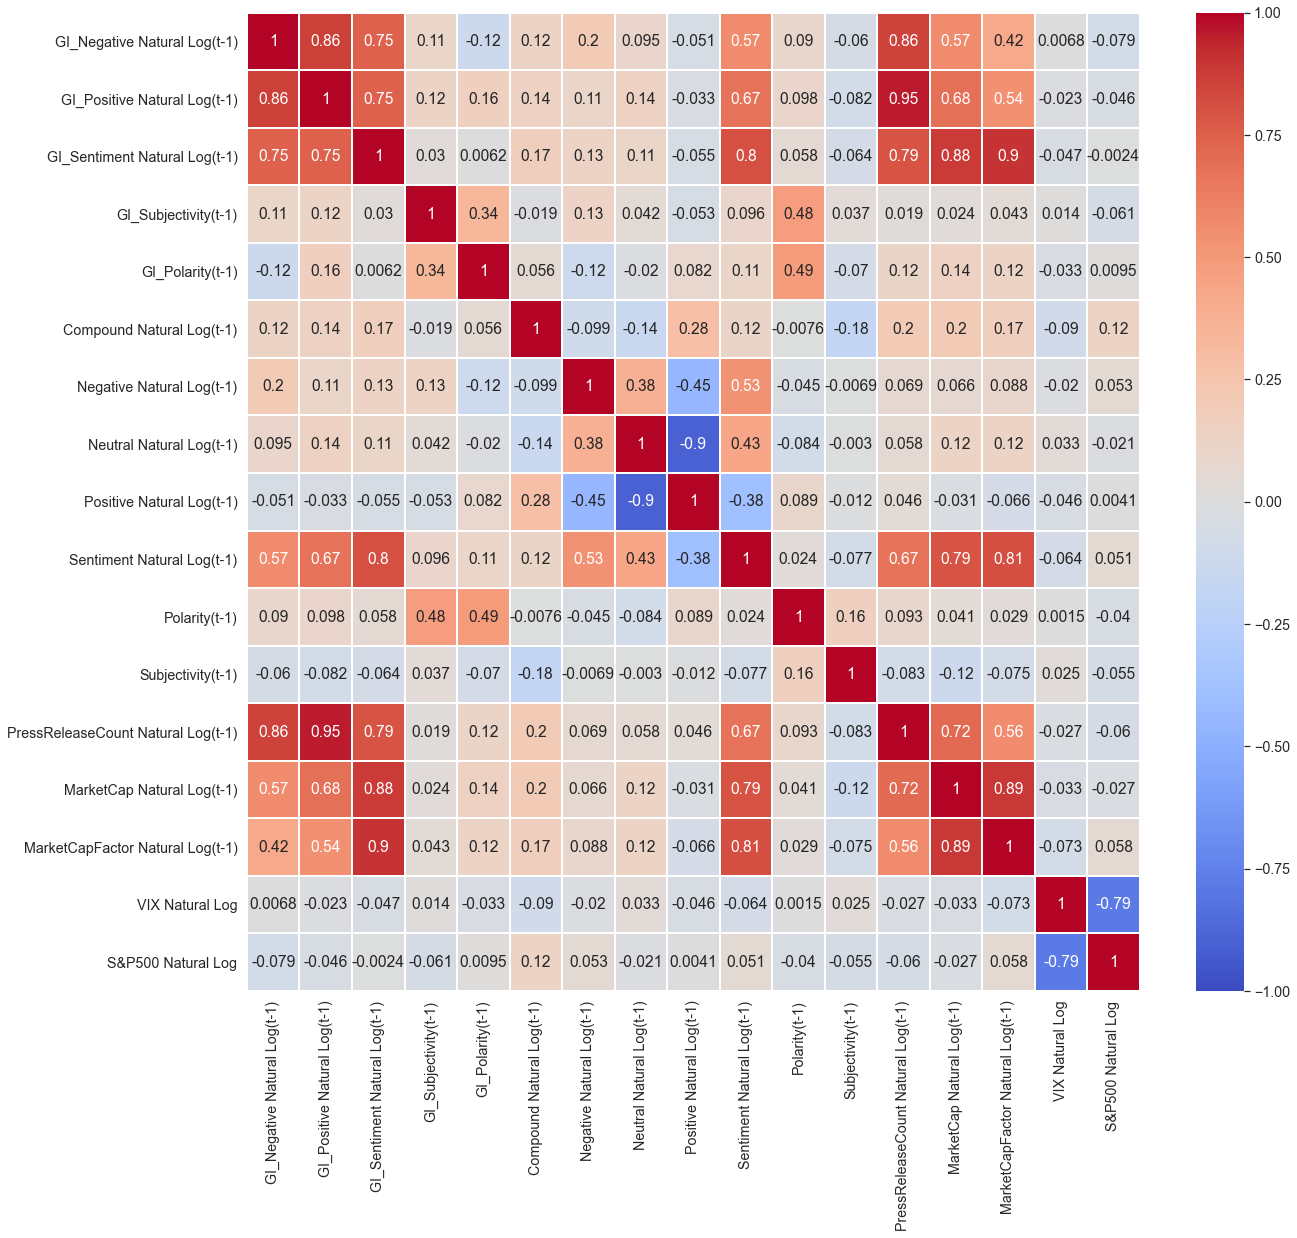 GI_Negative Natural Log(t-1) 1 0.86 0.75 0.11 -0.12 0.12 0.2 0.095 -0.051 0.57 0.09 -0.06 0.86 0.57 0.42 0.0068 -0.079
GI_Positive Natural Log(t-1) 0.86 1 0.75 0.12 0.16 0.14 0.11 0.14 -0.033 0.67 0.098 -0.082 0.95 0.68 0.54 -0.023 -0.046
GI_Sentiment Natural Log(t-1) 0.75 0.75 1 0.03 0.0062 0.17 0.13 0.11 -0.055 0.8 0.058 -0.064 0.79 0.88 0.9 -0.047 -0.0024
GI_Subjectivity(t-1) 0.11 0.12 0.03 1 0.34 -0.019 0.13 0.042 -0.053 0.096 0.48 0.037 0.019 0.024 0.043 0.014 -0.061
GI_Polarity(t-1) -0.12 0.16 0.0062 0.34 1 0.056 -0.12 -0.02 0.082 0.11 0.49 -0.07 0.12 0.14 0.12 -0.033 0.0095
Compound Natural Log(t-1) 0.12 0.14 0.17 -0.019 0.056 1 -0.099 -0.14 0.28 0.12 -0.0076 -0.18 0.2 0.2 0.17 -0.09 0.12
Negative Natural Log(t-1) 0.2 0.11 0.13 0.13 -0.12 -0.099 1 0.38 -0.45 0.53 -0.045 -0.0069 0.069 0.066 0.088 -0.02 0.053
Neutral Natural Log(t-1) 0.095 0.14 0.11 0.042 -0.02 -0.14 0.38 1 -0.9 0.43 -0.084 -0.003 0.058 0.12 0.12 0.033 -0.021
Positive Natural Log(t-1) -0.051 -0.033 -0.055 -0.053 0.082 0.28 -0.45 -0.9 1 -0.38 0.089 -0.012 0.046 -0.031 -0.066 -0.046 0.0041
Sentiment Natural Log(t-1) 0.57 0.67 0.8 0.096 0.11 0.12 0.53 0.43 -0.38 1 0.024 -0.077 0.67 0.79 0.81 -0.064 0.051
Polarity(t-1) 0.09 0.098 0.058 0.48 0.49 -0.0076 -0.045 -0.084 0.089 0.024 1 0.16 0.093 0.041 0.029 0.0015 -0.04
Subjectivity(t-1) -0.06 -0.082 -0.064 0.037 -0.07 -0.18 -0.0069 -0.003 -0.012 -0.077 0.16 1 -0.083 -0.12 -0.075 0.025 -0.055
PressReleaseCount Natural Log(t-1) 0.86 0.95 0.79 0.019 0.12 0.2 0.069 0.058 0.046 0.67 0.093 -0.083 1 0.72 0.56 -0.027 -0.06
MarketCap Natural Log(t-1) 0.57 0.68 0.88 0.024 0.14 0.2 0.066 0.12 -0.031 0.79 0.041 -0.12 0.72 1 0.89 -0.033 -0.027
MarketCapFactor Natural Log(t-1) 0.42 0.54 0.9 0.043 0.12 0.17 0.088 0.12 -0.066 0.81 0.029 -0.075 0.56 0.89 1 -0.073 0.058
VIX Natural Log 0.0068 -0.023 -0.047 0.014 -0.033 -0.09 -0.02 0.033 -0.046 -0.064 0.0015 0.025 -0.027 -0.033 -0.073 1 -0.79
S&P500 Natural Log -0.079 -0.046 -0.0024 -0.061 0.0095 0.12 0.053 -0.021 0.0041 0.051 -0.04 -0.055 -0.06 -0.027 0.058 -0.79 1
GI_Negative Natural Log(t-1)
GI_Positive Natural Log(t-1)
GI_Sentiment Natural Log(t-1)
GI_Subjectivity(t-1)
GI_Polarity(t-1)
Compound Natural Log(t-1)
Negative Natural Log(t-1)
Neutral Natural Log(t-1)
Positive Natural Log(t-1)
Sentiment Natural Log(t-1)
Polarity(t-1)
Subjectivity(t-1)
PressReleaseCount Natural Log(t-1)
MarketCap Natural Log(t-1)
MarketCapFactor Natural Log(t-1)
VIX Natural Log
S&P500 Natural Log
1.00
0.75
0.50
0.25
0.00
−0.25
−0.50
−0.75
−1.00